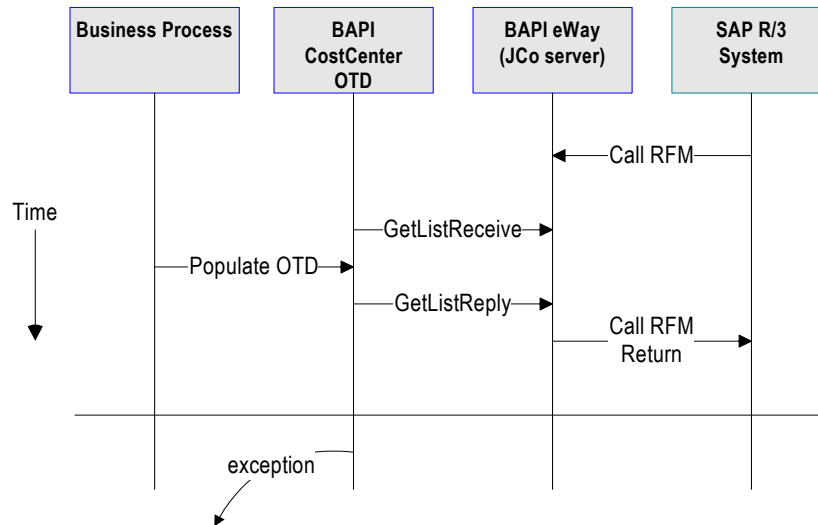 Business Process
BAPI
CostCenter
OTD
BAPI eWay
(JCo server)
SAP R/3
System
Call RFM
Time
GetListReceive
Populate OTD
GetListReply
Call RFM
Return
exception